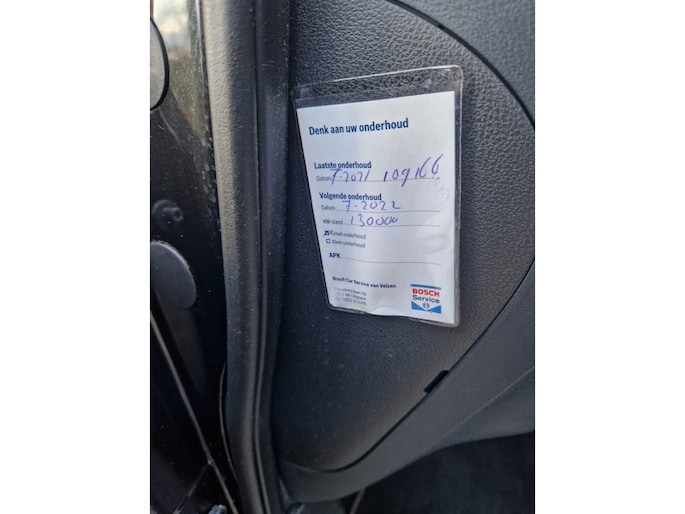 Denk aan uw onderhoud
Laatste onderhoud
Datum 7-2021 109166
Volgende onderhoud
Datum 7-2022
KM-stand 130000
Groot onderhoud
Klein onderhoud
APK
Bosch Car Service van Velzen
BOSCH
Service